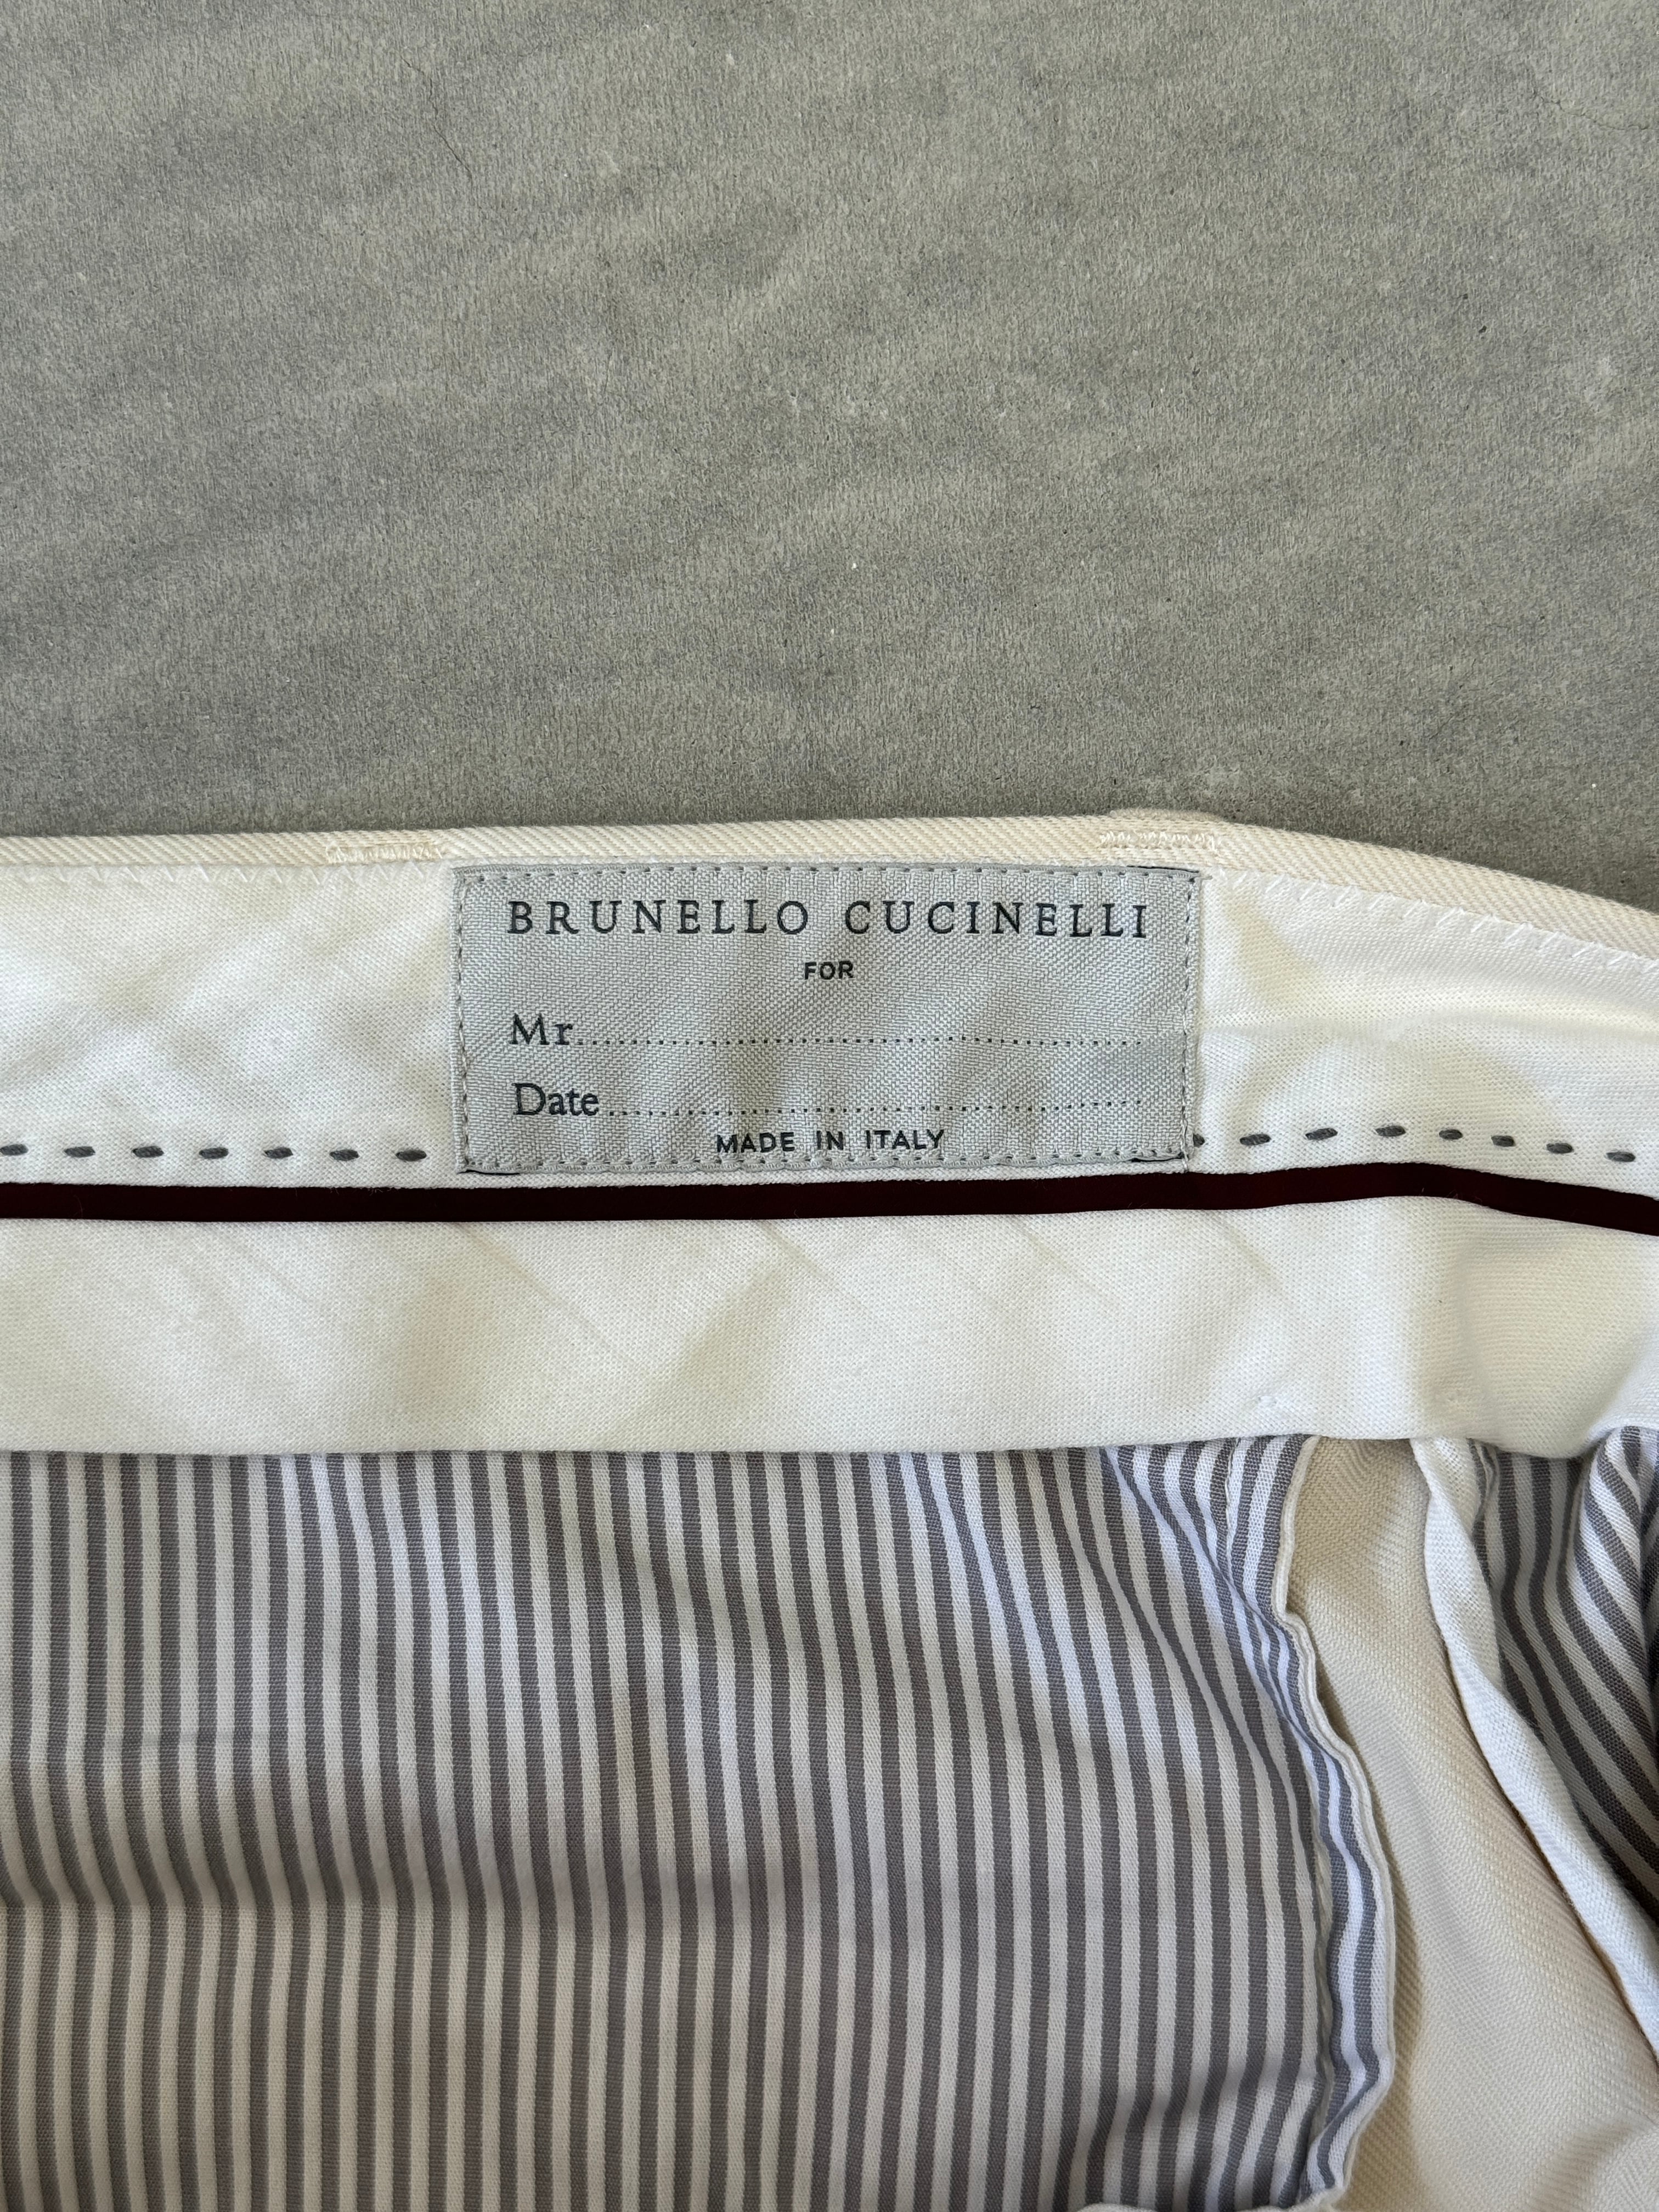 BRUNELLO CUCINELLI
FOR
Mr..............................................................
Date..........................................................
MADE IN ITALY